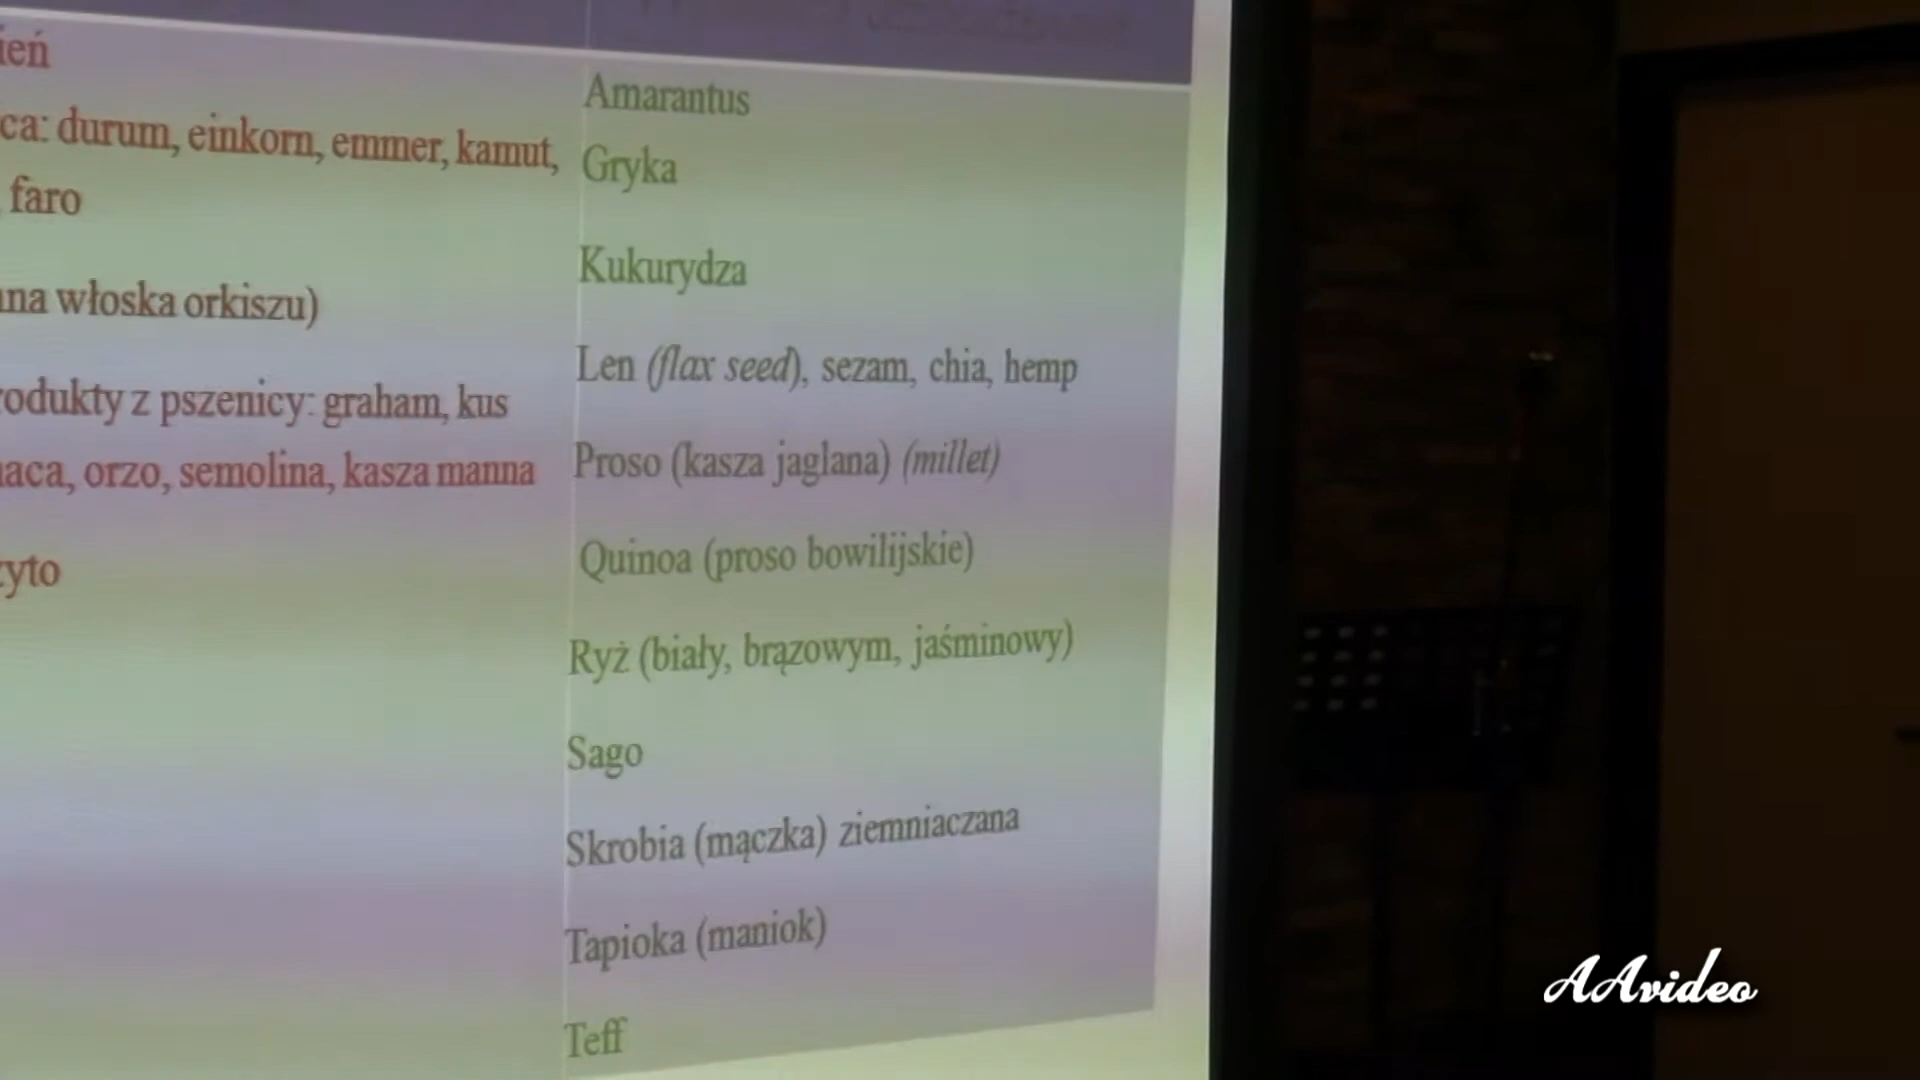 ień
ca: durum, einkorn, emmer, kamut,
faro
na włoska orkiszu)
rodukty z pszenicy: graham, kus
aca, orzo, semolina, kasza manna
yto
Amarantus
Gryka
Kukurydza
Len (flax seed), sezam, chia, hemp
Proso (kasza jaglana) (millet)
Quinoa (proso bowilijskie)
Ryż (biały, brązowym, jaśminowy)
Sago
Skrobia (mączka) ziemniaczana
Tapioka (maniok)
Teff
AAvideo